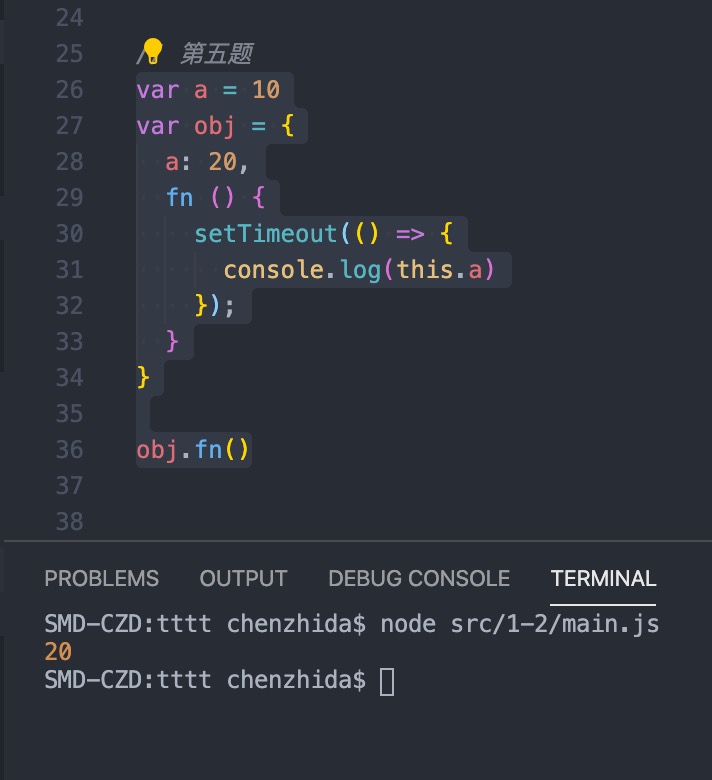 24
25 / 第五题
26 var a = 10
27 var obj = {
28 a: 20,
29 fn () {
30 setTimeout(() => {
31 console.log(this.a)
32 });
33 }
34 }
35
36 obj.fn()
37
38
PROBLEMS OUTPUT DEBUG CONSOLE TERMINAL
SMD-CZD:tttt chenzhida$ node src/1-2/main.js
20
SMD-CZD:tttt chenzhida$